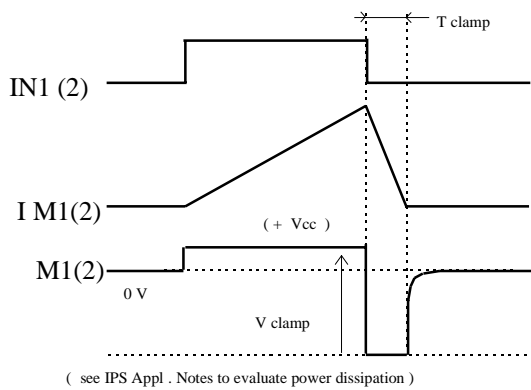 T clamp
IN1 (2)
I M1(2)
( + Vcc )
M1(2)
0 V
V clamp
( see IPS Appl . Notes to evaluate power dissipation )